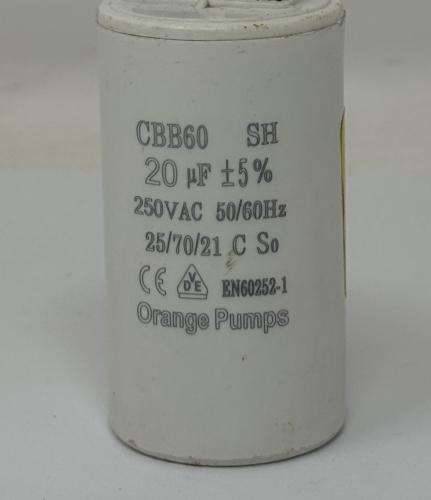 CBB60 SH
20 µF ±5%
250VAC 50/60Hz
25/70/21 C So
CE VDE EN60252-1
Orange Pumps